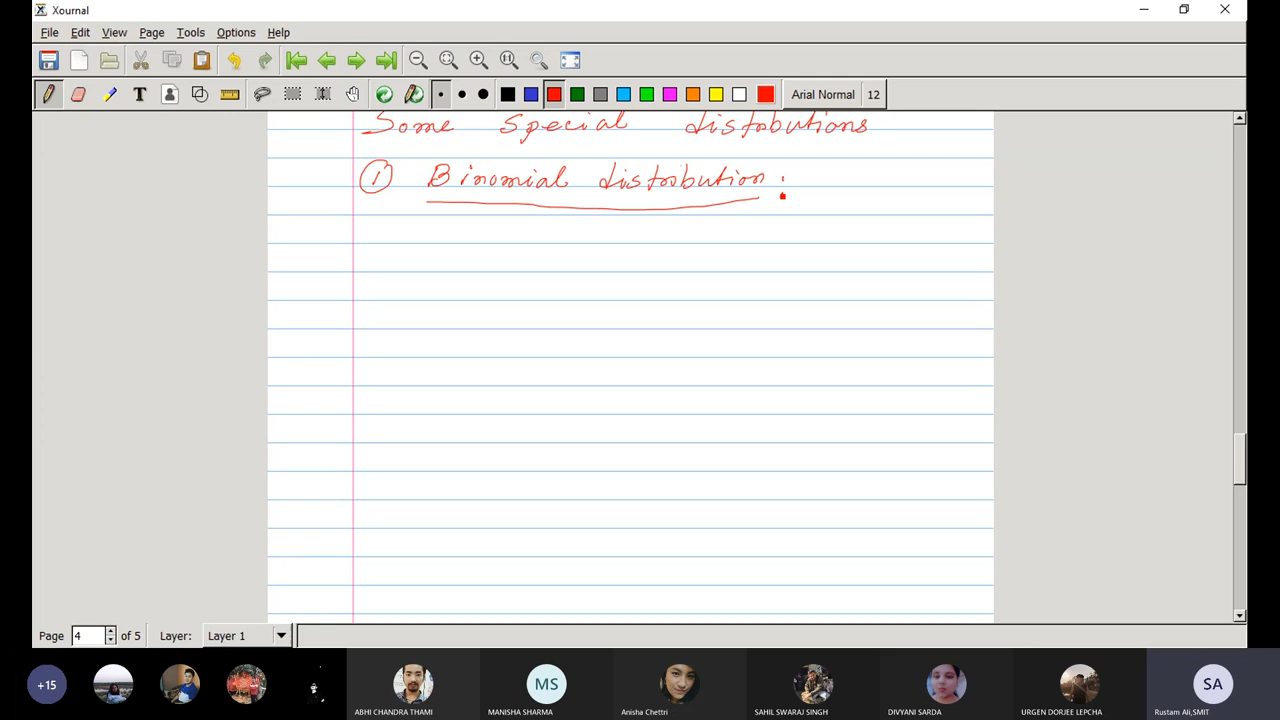 Xournal
File Edit View Page Tools Options Help
Arial Normal 12
Some special distributions
① Binomial distribution :
Page 4 of 5 Layer: Layer 1
+15 MS SA
ABHI CHANDRA THAMI MANISHA SHARMA Anisha Chettri SAHIL SWARAJ SINGH DIVYANI SARDA URGEN DORJEE LEPCHA Rustam Ali,SMIT